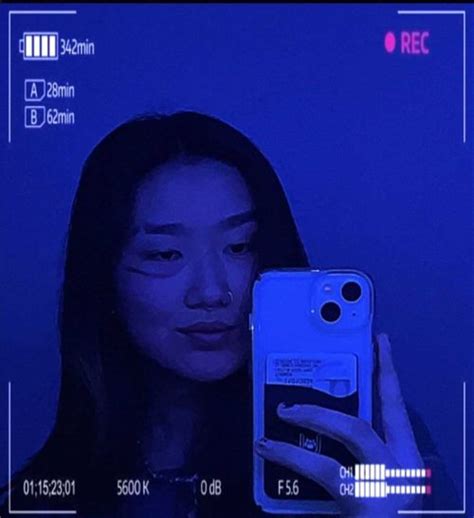 342min
REC
A 28min
B 62min
01;15;23;01
5600 K
0 dB
F 5.6
CH1
CH2